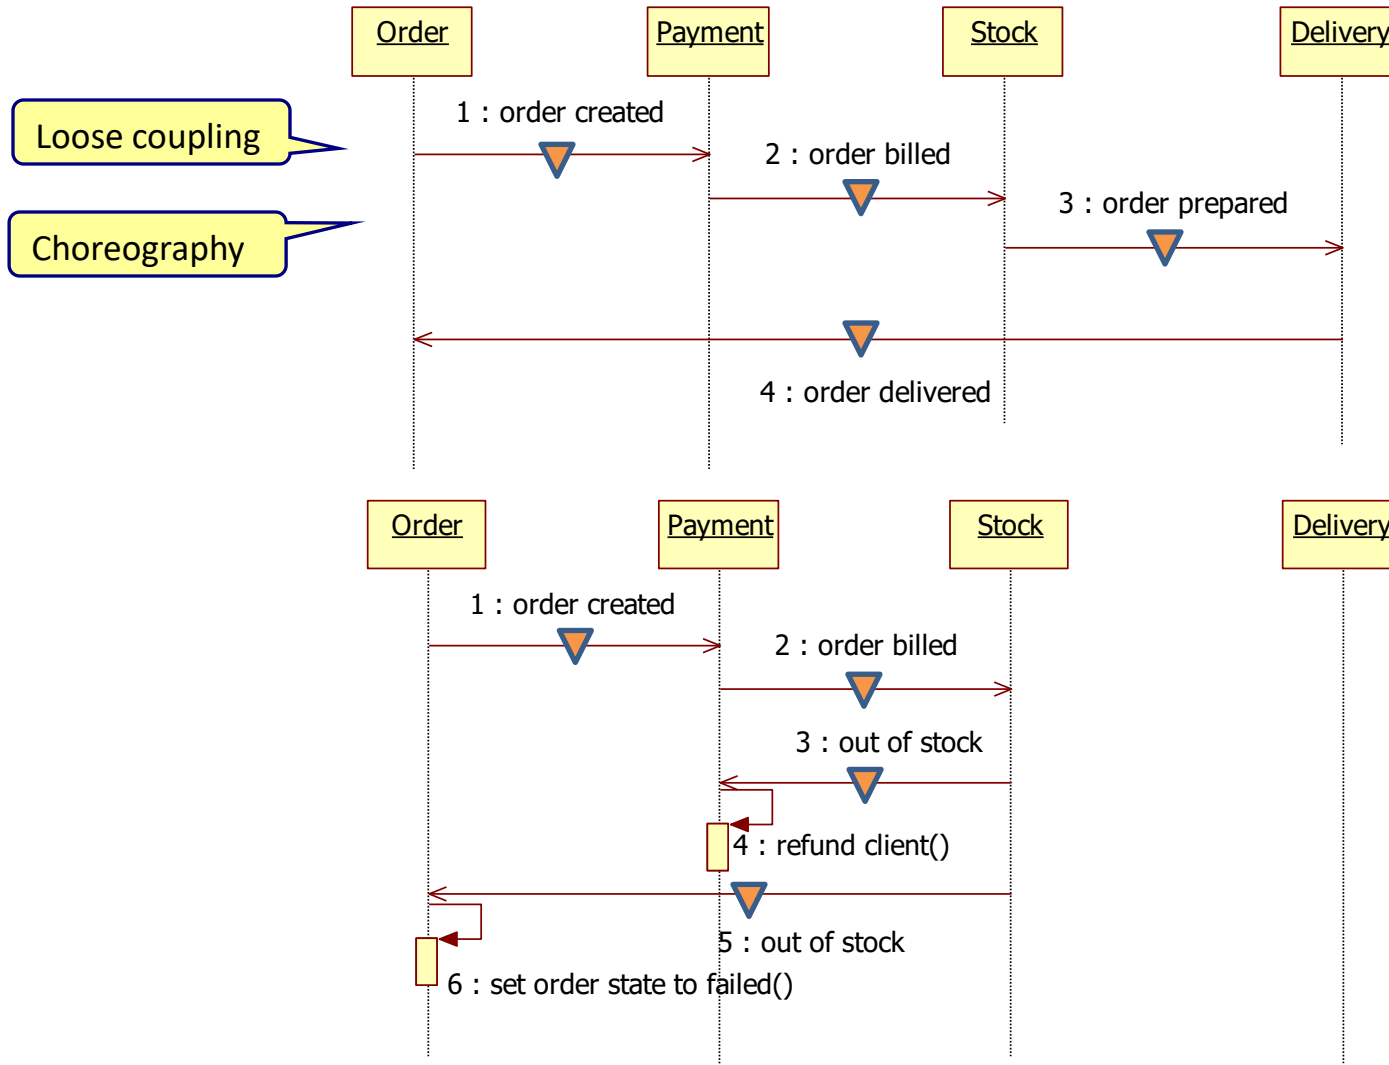 Order
Payment
Stock
Delivery
Loose coupling
1 : order created
2 : order billed
3 : order prepared
Choreography
4 : order delivered
Order
Payment
Stock
Delivery
1 : order created
2 : order billed
3 : out of stock
4 : refund client()
5 : out of stock
6 : set order state to failed()